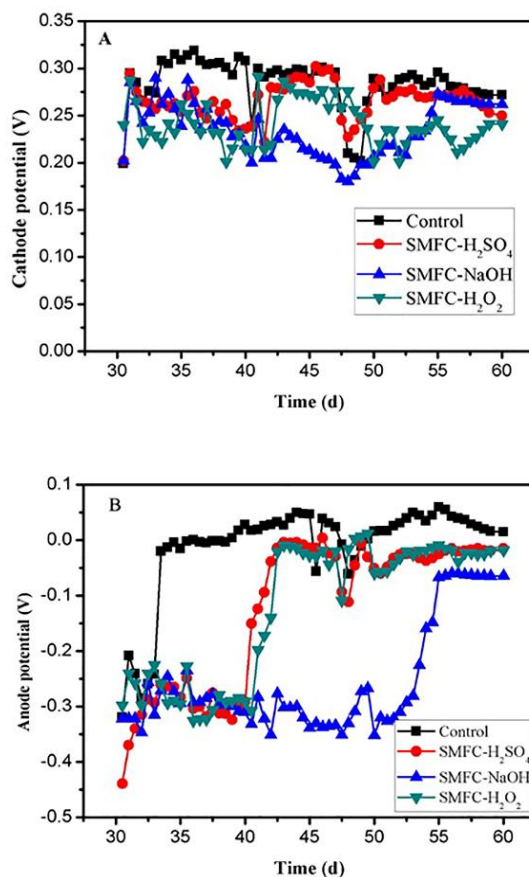 0.35
A
0.30
0.25
0.20
0.15
0.10
0.05
0.00
Cathode potential (V)
Control
SMFC-H₂SO₄
SMFC-NaOH
SMFC-H₂O₂
30 35 40 45 50 55 60
Time (d)
0.1
B
0.0
-0.1
-0.2
-0.3
-0.4
-0.5
Anode potential (V)
Control
SMFC-H₂SO₄
SMFC-NaOH
SMFC-H₂O₂
30 35 40 45 50 55 60
Time (d)